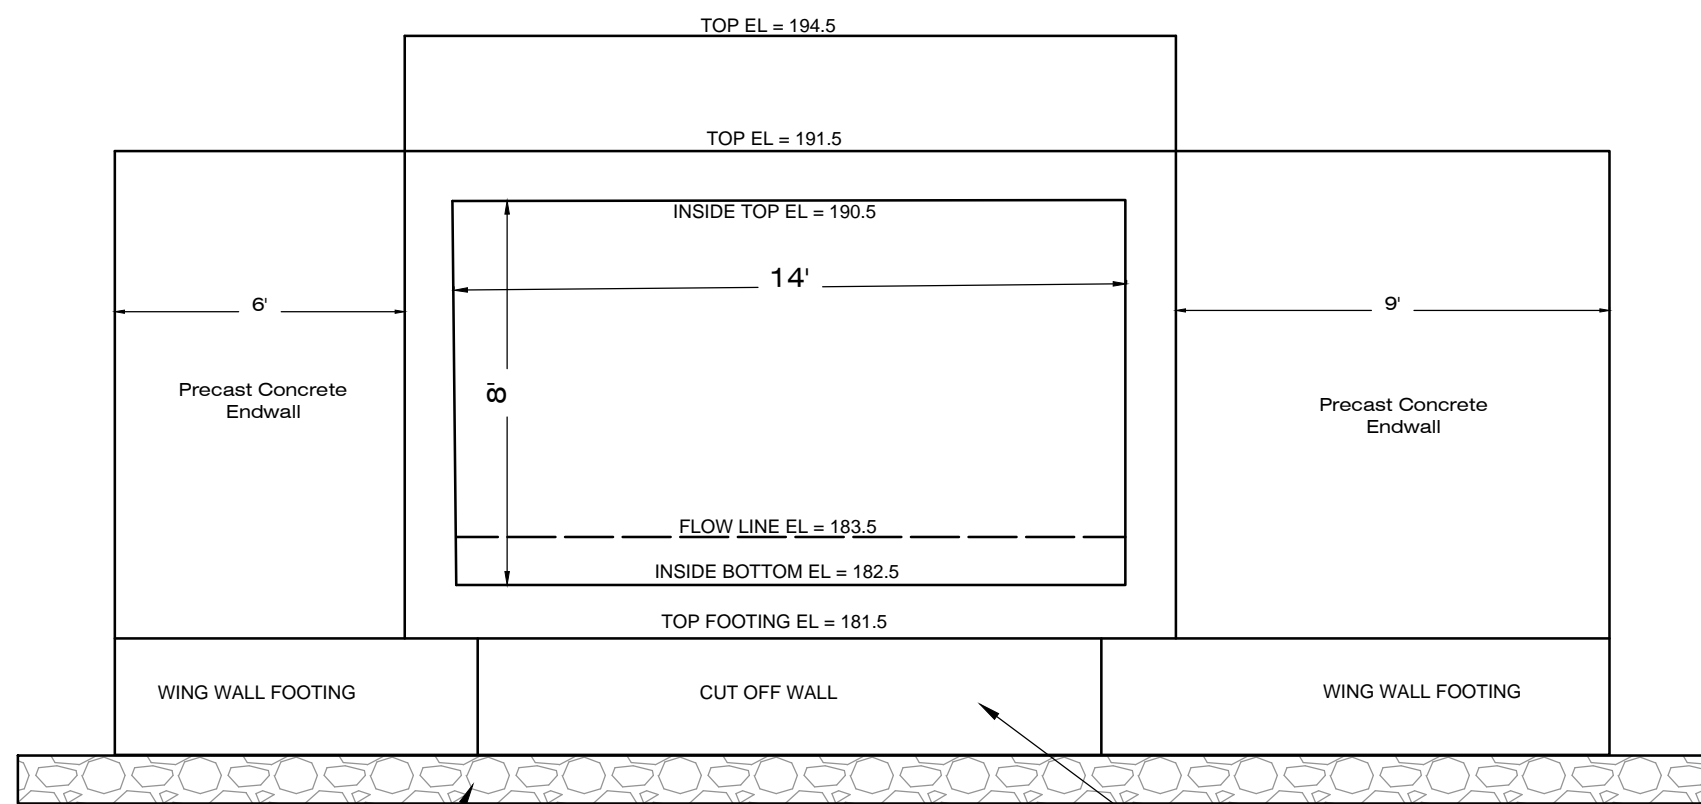 TOP EL = 194.5
TOP EL = 191.5
INSIDE TOP EL = 190.5
14'
6'
9'
8'
Precast Concrete
Endwall
Precast Concrete
Endwall
FLOW LINE EL = 183.5
INSIDE BOTTOM EL = 182.5
TOP FOOTING EL = 181.5
WING WALL FOOTING
CUT OFF WALL
WING WALL FOOTING